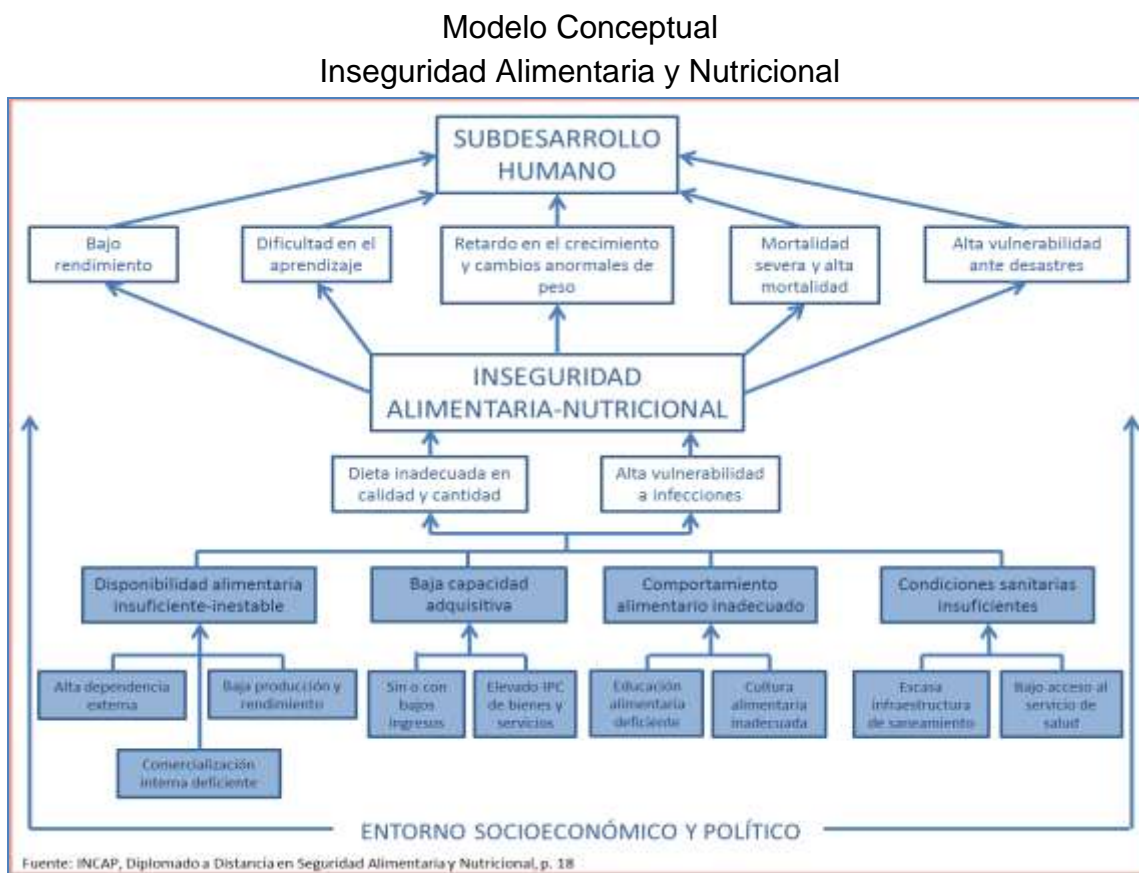 Modelo Conceptual
Inseguridad Alimentaria y Nutricional
SUBDESARROLLO
HUMANO
Bajo
rendimiento
Dificultad en el
aprendizaje
Retardo en el crecimiento
y cambios anormales de
peso
Mortalidad
severa y alta
mortalidad
Alta vulnerabilidad
ante desastres
INSEGURIDAD
ALIMENTARIA-NUTRICIONAL
Dieta inadecuada en
calidad y cantidad
Alta vulnerabilidad
a infecciones
Disponibilidad alimentaria
insuficiente-inestable
Baja capacidad
adquisitiva
Comportamiento
alimentario inadecuado
Condiciones sanitarias
insuficientes
Alta dependencia
externa
Baja producción y
rendimiento
Sin o con
bajos
ingresos
Elevado IPC
de bienes y
servicios
Educación
alimentaria
deficiente
Cultura
alimentaria
inadecuada
Escasa
infraestructura
de saneamiento
Bajo acceso al
servicio de
salud
Comercialización
interna deficiente
ENTORNO SOCIOECONÓMICO Y POLÍTICO
Fuente: INCAP, Diplomado a Distancia en Seguridad Alimentaria y Nutricional, p. 18